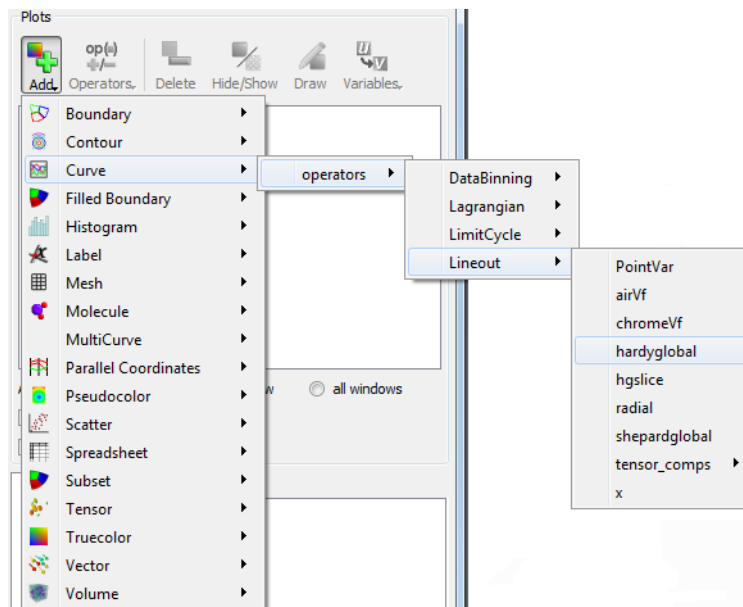 Plots
op(=)
+/–
Add Operators Delete Hide/Show Draw Variables
Boundary
Contour
Curve
Filled Boundary
Histogram
Label
Mesh
Molecule
MultiCurve
Parallel Coordinates
Pseudocolor
Scatter
Spreadsheet
Subset
Tensor
Truecolor
Vector
Volume
operators
DataBinning
Lagrangian
LimitCycle
Lineout
PointVar
airVf
chromeVf
hardyglobal
hgslice
radial
shepardglobal
tensor_comps
x
all windows